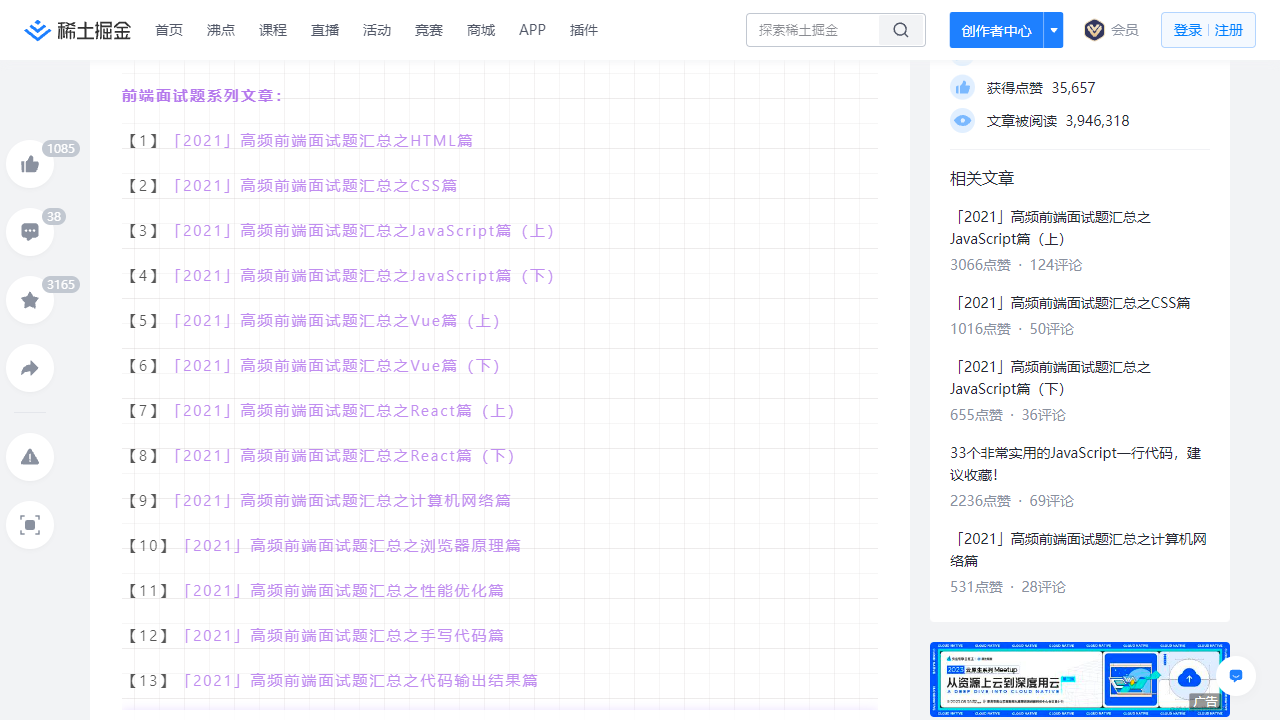 稀土掘金
首页
沸点
课程
直播
活动
竞赛
商城
APP
插件
探索稀土掘金
创作者中心
会员
登录
注册
1085
38
3165
前端面试题系列文章：
【1】「2021」高频前端面试题汇总之HTML篇
【2】「2021」高频前端面试题汇总之CSS篇
【3】「2021」高频前端面试题汇总之JavaScript篇（上）
【4】「2021」高频前端面试题汇总之JavaScript篇（下）
【5】「2021」高频前端面试题汇总之Vue篇（上）
【6】「2021」高频前端面试题汇总之Vue篇（下）
【7】「2021」高频前端面试题汇总之React篇（上）
【8】「2021」高频前端面试题汇总之React篇（下）
【9】「2021」高频前端面试题汇总之计算机网络篇
【10】「2021」高频前端面试题汇总之浏览器原理篇
【11】「2021」高频前端面试题汇总之性能优化篇
【12】「2021」高频前端面试题汇总之手写代码篇
【13】「2021」高频前端面试题汇总之代码输出结果篇
获得点赞 35,657
文章被阅读 3,946,318
相关文章
「2021」高频前端面试题汇总之
JavaScript篇（上）
3066点赞 · 124评论
「2021」高频前端面试题汇总之CSS篇
1016点赞 · 50评论
「2021」高频前端面试题汇总之
JavaScript篇（下）
655点赞 · 36评论
33个非常实用的JavaScript一行代码，建
议收藏！
2236点赞 · 69评论
「2021」高频前端面试题汇总之计算机网
络篇
531点赞 · 28评论
2023 云原生系列 Meetup
从资源上云到深度用云
A DEEP DIVE INTO CLOUD NATIVE
广告